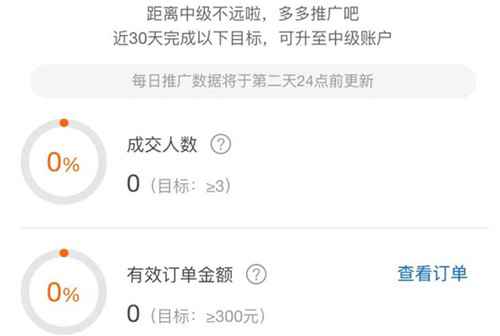 距离中级不远啦，多多推广吧
近30天完成以下目标，可升至中级账户
每日推广数据将于第二天24点前更新
0%
成交人数 ?
0（目标：≥3）
0%
有效订单金额 ? 查看订单
0（目标：≥300元）